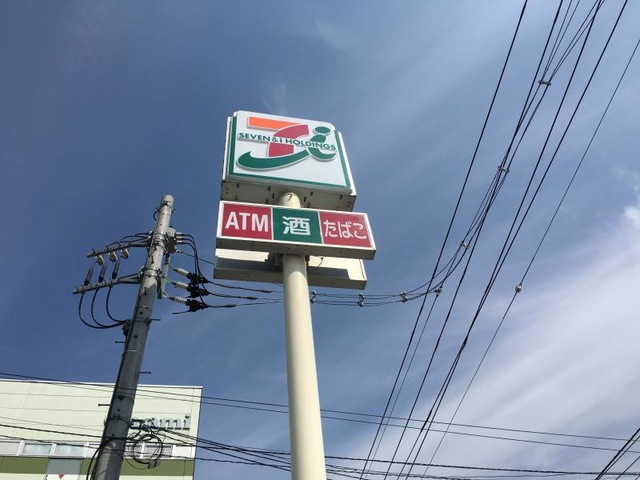 SEVEN & i HOLDINGS
ATM 酒 たばこ